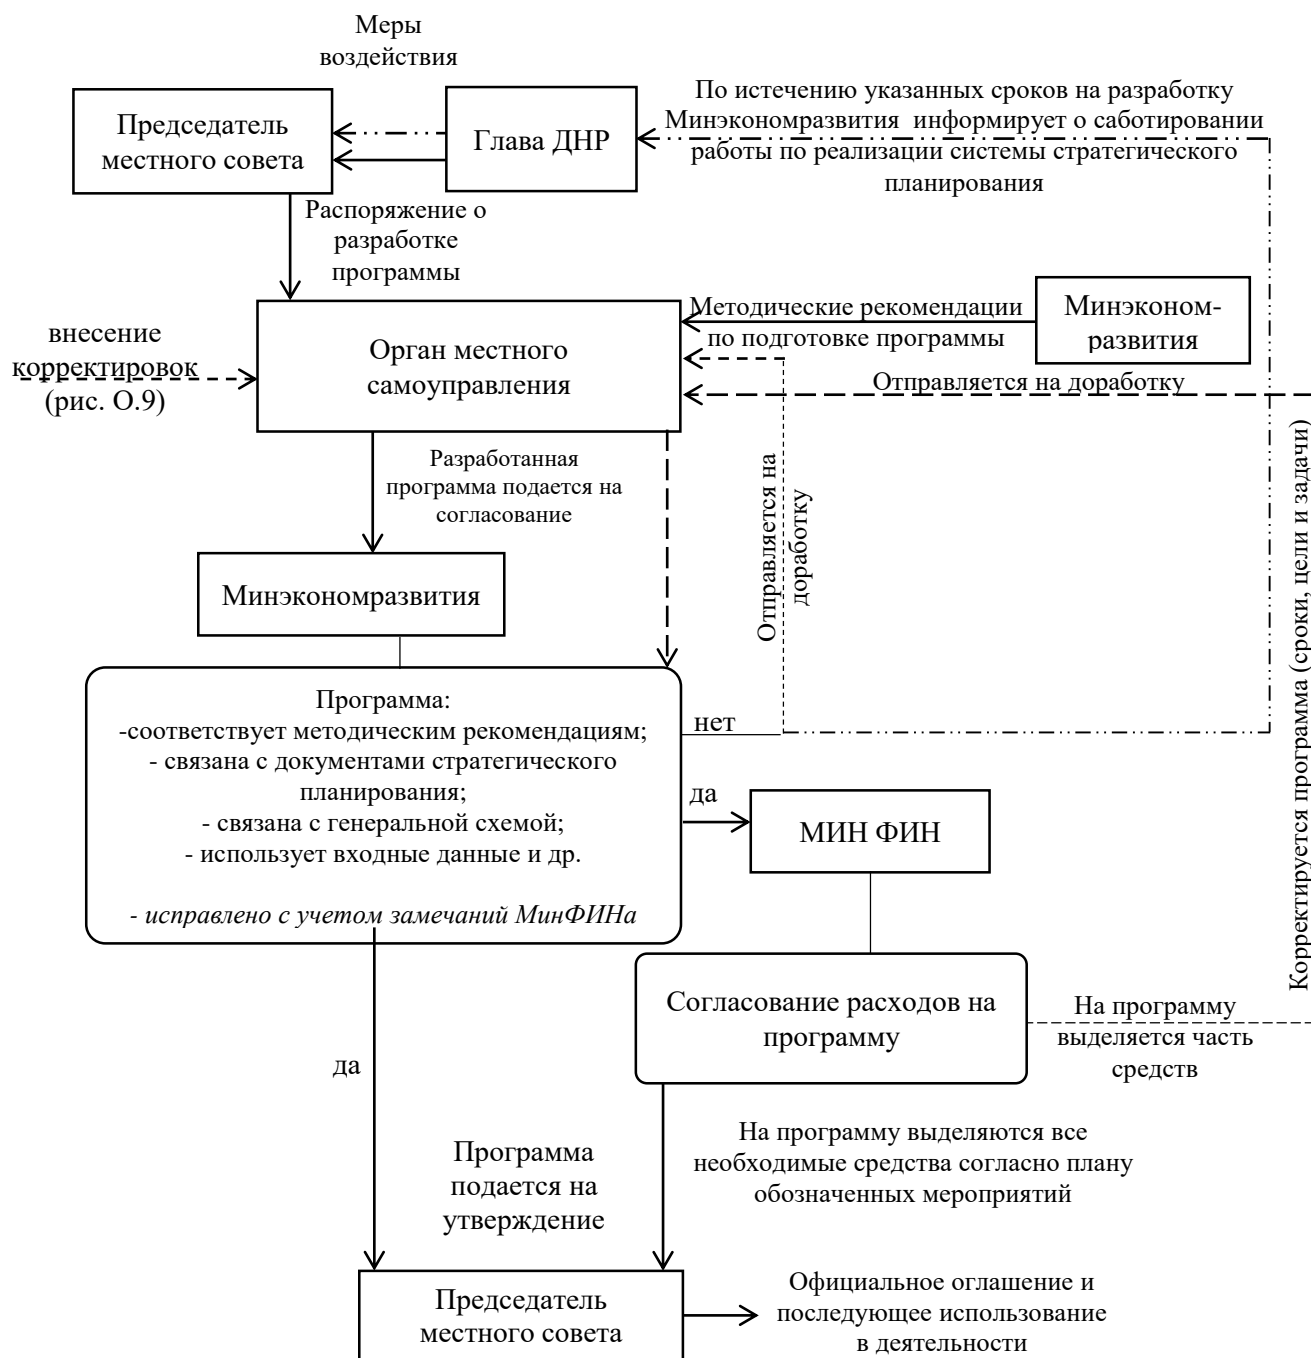 Меры
воздействия
Председатель
местного совета
Глава ДНР
По истечению указанных сроков на разработку
Минэкономразвития информирует о саботировании
работы по реализации системы стратегического
планирования
Распоряжение о
разработке
программы
внесение
корректировок
(рис. О.9)
Орган местного
самоуправления
Методические рекомендации
по подготовке программы
Минэконом-
развития
Отправляется на доработку
Разработанная
программа подается на
согласование
Отправляется на
доработку
Корректируется программа (сроки, цели и задачи)
Минэкономразвития
Программа:
-соответствует методическим рекомендациям;
- связана с документами стратегического
планирования;
- связана с генеральной схемой;
- использует входные данные и др.
- исправлено с учетом замечаний МинФИНа
нет
да
МИН ФИН
Согласование расходов на
программу
На программу
выделяется часть
средств
да
Программа
подается на
утверждение
На программу выделяются все
необходимые средства согласно плану
обозначенных мероприятий
Председатель
местного совета
Официальное оглашение и
последующее использование
в деятельности